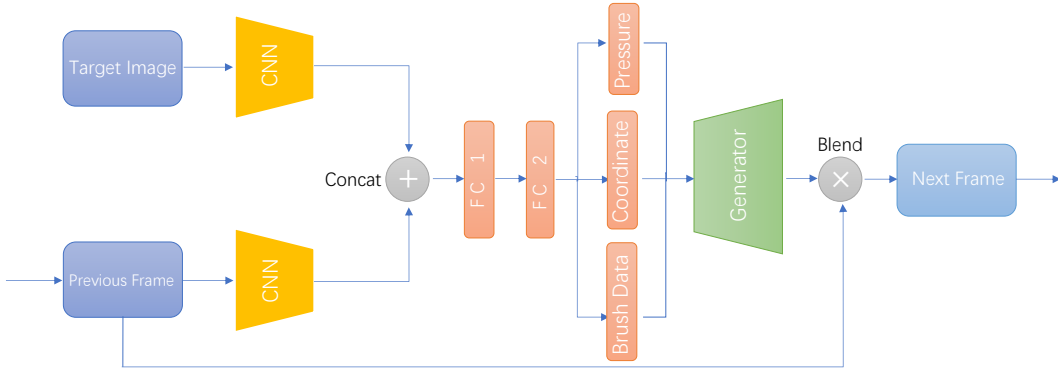 Target Image
CNN
Previous Frame
CNN
Concat
+
FC 1
FC 2
Pressure
Coordinate
Brush Data
Generator
Blend
×
Next Frame